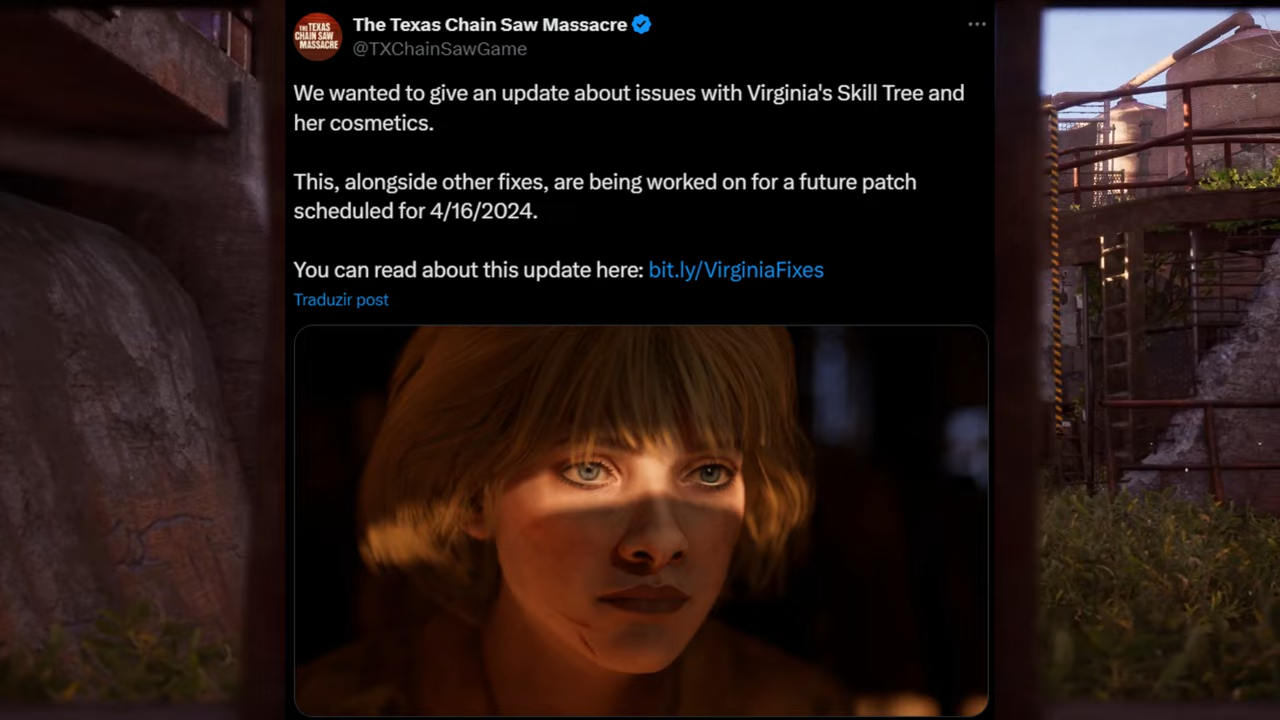 THE TEXAS
CHAIN SAW
MASSACRE
The Texas Chain Saw Massacre
@TXChainSawGame
We wanted to give an update about issues with Virginia's Skill Tree and
her cosmetics.
This, alongside other fixes, are being worked on for a future patch
scheduled for 4/16/2024.
You can read about this update here: bit.ly/VirginiaFixes
Traduzir post